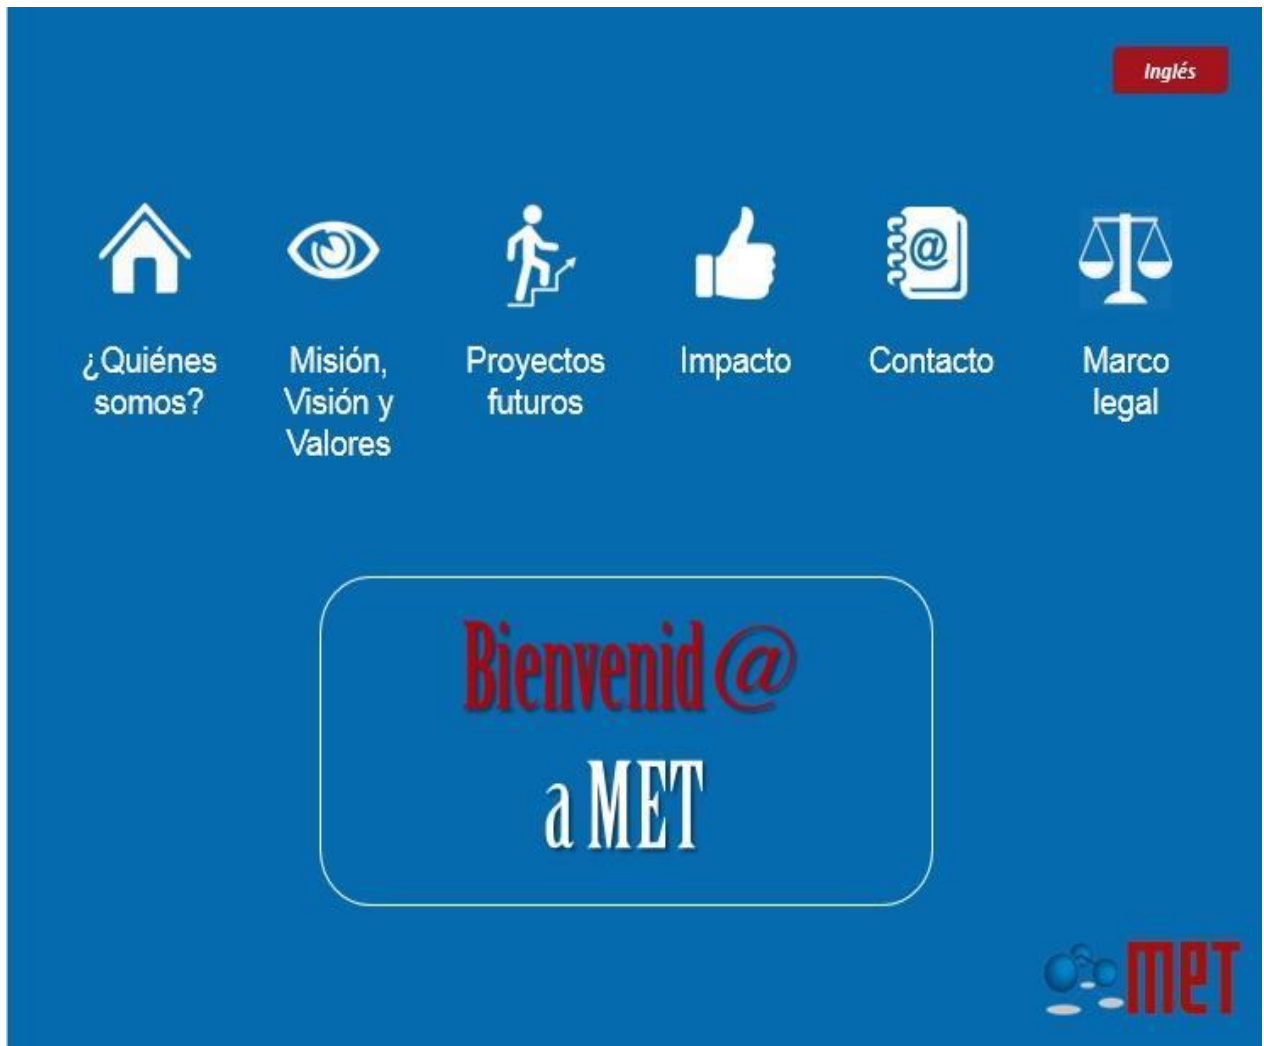 Inglés
¿Quiénes
somos?
Misión,
Visión y
Valores
Proyectos
futuros
Impacto
@
Contacto
Marco
legal
Bienvenid@
a MET
MET